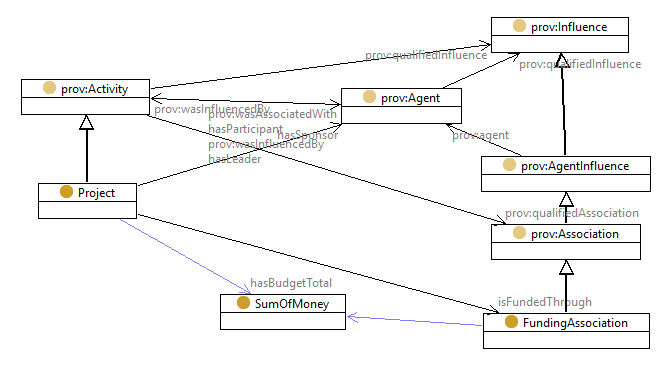 prov:Influence
prov:qualifiedInfluence
prov:qualifiedInfluence
prov:Activity
prov:Agent
prov:wasInfluencedBy
prov:wasAssociatedWith
hasParticipant
hasSponsor
prov:agent
prov:wasInfluencedBy
hasLeader
prov:AgentInfluence
Project
prov:qualifiedAssociation
prov:Association
hasBudgetTotal
SumOfMoney
isFundedThrough
FundingAssociation